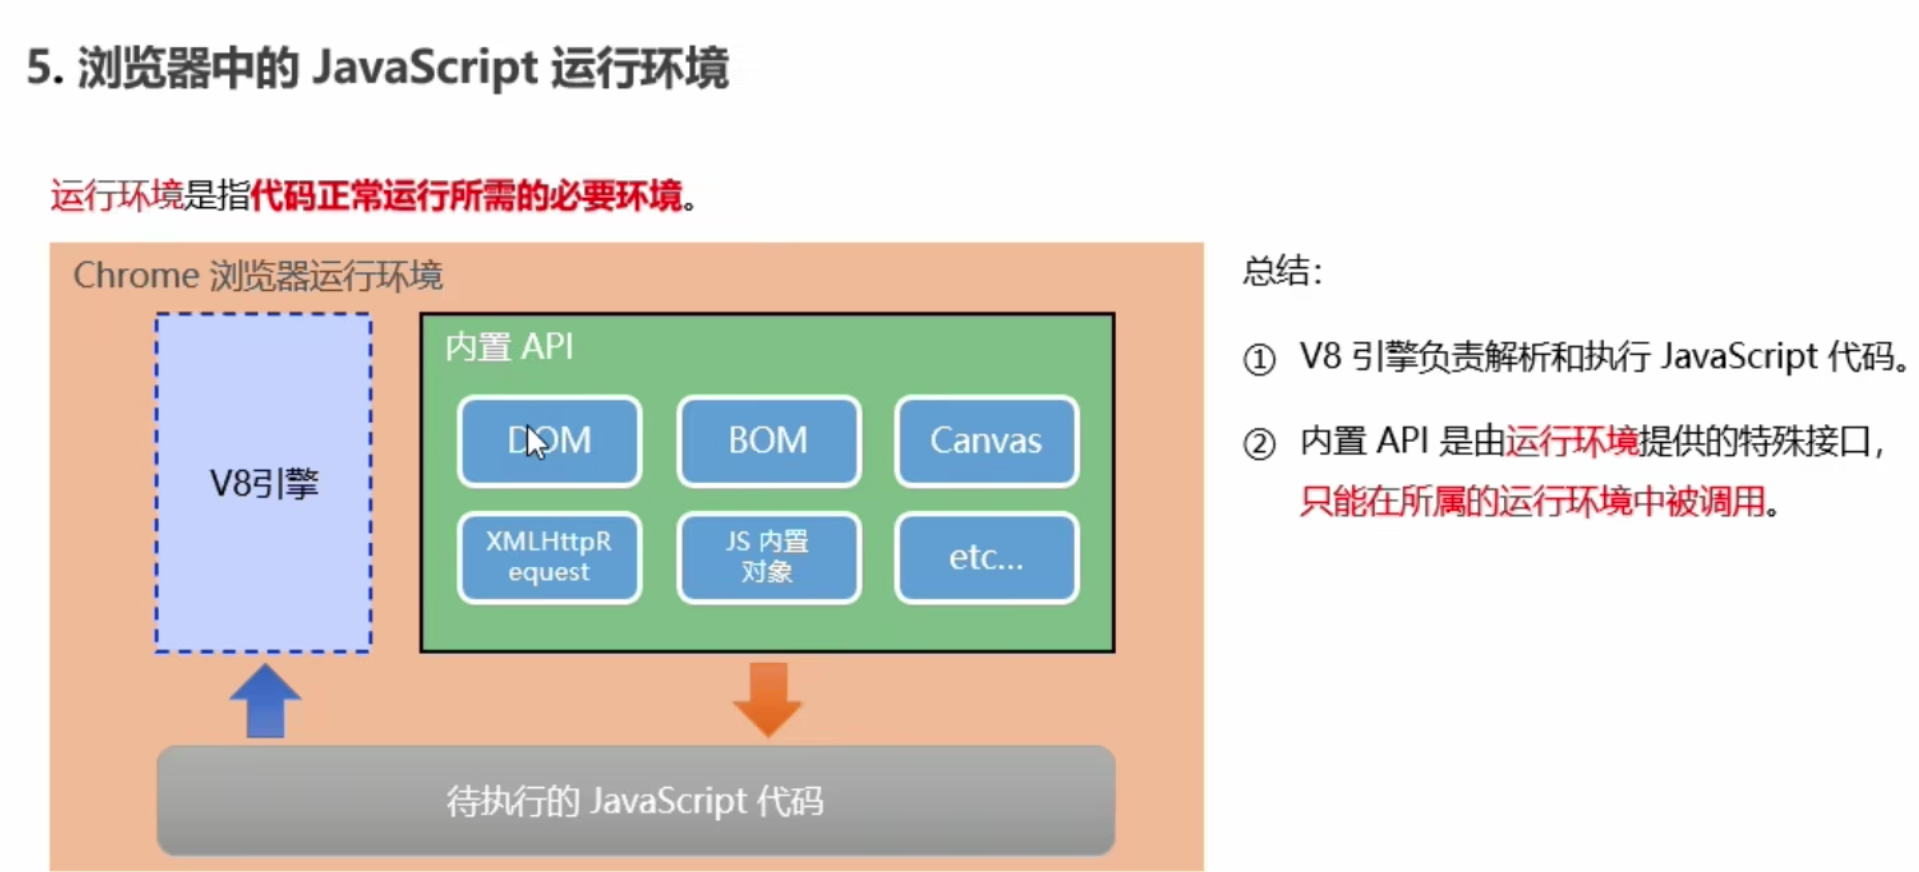 5. 浏览器中的 JavaScript 运行环境
运行环境是指代码正常运行所需的必要环境。
Chrome 浏览器运行环境
V8引擎
内置 API
DOM
BOM
Canvas
XMLHttpR
equest
JS 内置
对象
etc...
待执行的 JavaScript 代码
总结：
① V8 引擎负责解析和执行 JavaScript 代码。
② 内置 API 是由运行环境提供的特殊接口，
只能在所属的运行环境中被调用。